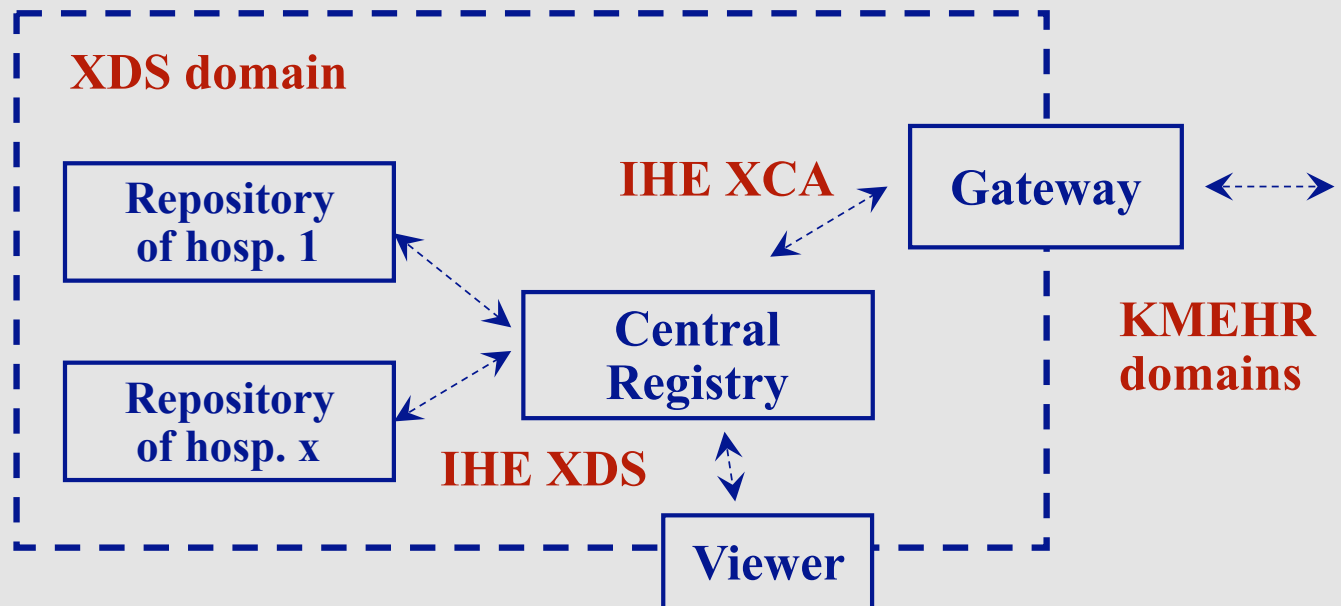 XDS domain
Repository
of hosp. 1
IHE XCA
Gateway
Central
Registry
KMEHR
domains
Repository
of hosp. x
IHE XDS
Viewer